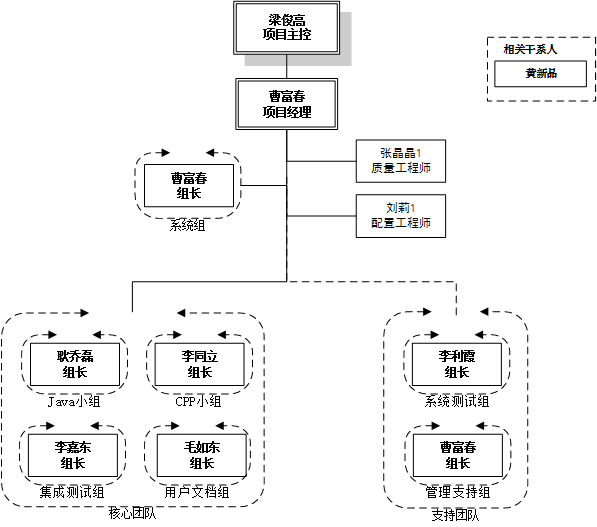 梁俊高
项目主控
相关干系人
黄新品
曹富春
项目经理
张晶晶1
质量工程师
曹富春
组长
系统组
刘莉1
配置工程师
耿乔磊
组长
Java小组
李同立
组长
CPP小组
李利霞
组长
系统测试组
李嘉东
组长
集成测试组
毛如东
组长
用户文档组
曹富春
组长
管理支持组
核心团队
支持团队